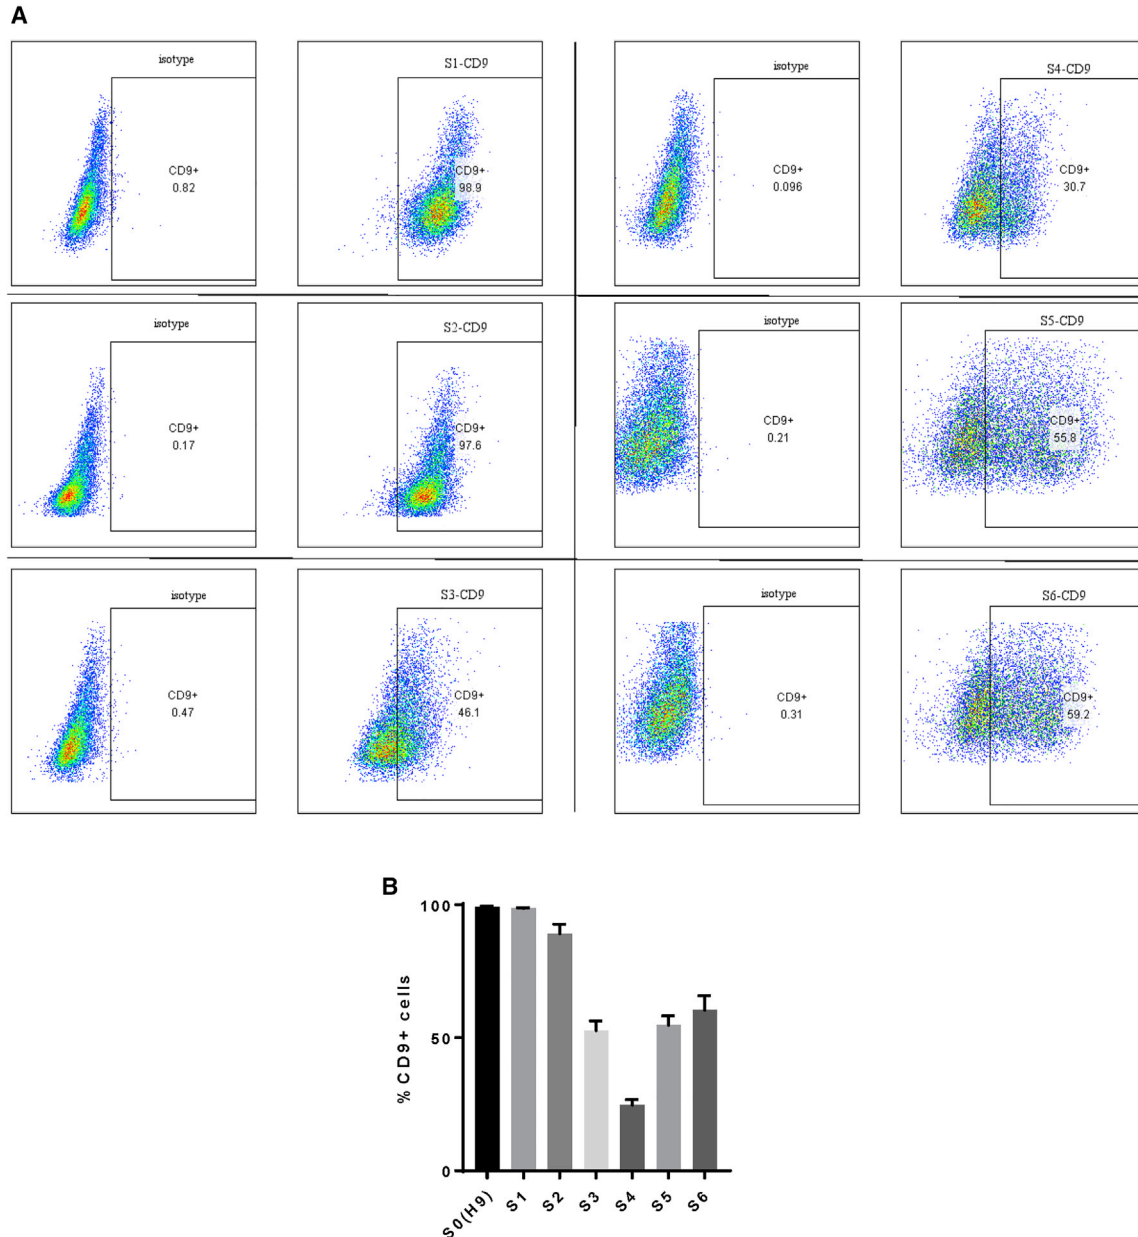 A
isotype
CD9+
0.82
S1-CD9
CD9+
98.9
isotype
CD9+
0.096
S4-CD9
CD9+
30.7
isotype
CD9+
0.17
S2-CD9
CD9+
97.6
isotype
CD9+
0.21
S5-CD9
CD9+
55.8
isotype
CD9+
0.47
S3-CD9
CD9+
46.1
isotype
CD9+
0.31
S6-CD9
CD9+
59.2
B
% CD9+ cells
100
50
0
S0(H9)
S1
S2
S3
S4
S5
S6